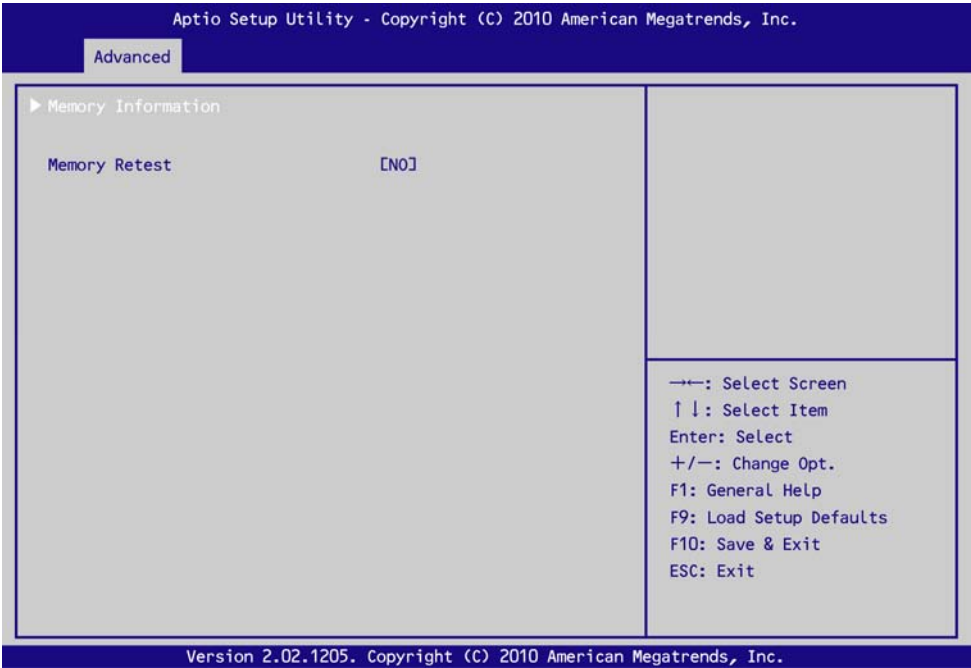 Aptio Setup Utility - Copyright (C) 2010 American Megatrends, Inc.
Advanced
▶ Memory Information
Memory Retest [NO]
→←: Select Screen
↑↓: Select Item
Enter: Select
+/-: Change Opt.
F1: General Help
F9: Load Setup Defaults
F10: Save & Exit
ESC: Exit
Version 2.02.1205. Copyright (C) 2010 American Megatrends, Inc.